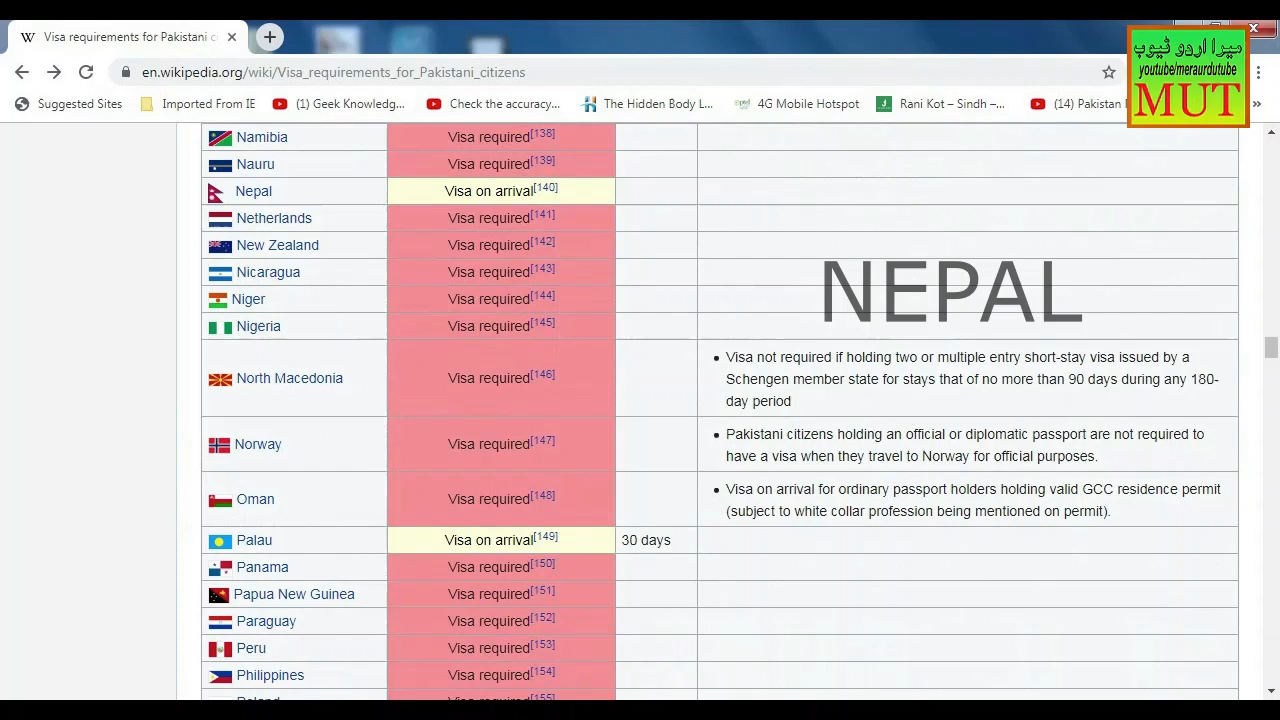 Visa requirements for Pakistani c
en.wikipedia.org/wiki/Visa_requirements_for_Pakistani_citizens
میرا اردو ٹیوب
youtube/meraurdutube
MUT
Suggested Sites Imported From IE (1) Geek Knowledg... Check the accuracy... The Hidden Body L... 4G Mobile Hotspot Rani Kot – Sindh –... (14) Pakistan »
Namibia Visa required[138]
Nauru Visa required[139]
Nepal Visa on arrival[140]
Netherlands Visa required[141]
New Zealand Visa required[142]
Nicaragua Visa required[143]
NEPAL
Niger Visa required[144]
Nigeria Visa required[145]
North Macedonia Visa required[146]
• Visa not required if holding two or multiple entry short-stay visa issued by a
Schengen member state for stays that of no more than 90 days during any 180-
day period
Norway Visa required[147]
• Pakistani citizens holding an official or diplomatic passport are not required to
have a visa when they travel to Norway for official purposes.
Oman Visa required[148]
• Visa on arrival for ordinary passport holders holding valid GCC residence permit
(subject to white collar profession being mentioned on permit).
Palau Visa on arrival[149] 30 days
Panama Visa required[150]
Papua New Guinea Visa required[151]
Paraguay Visa required[152]
Peru Visa required[153]
Philippines Visa required[154]
Poland Visa required[155]